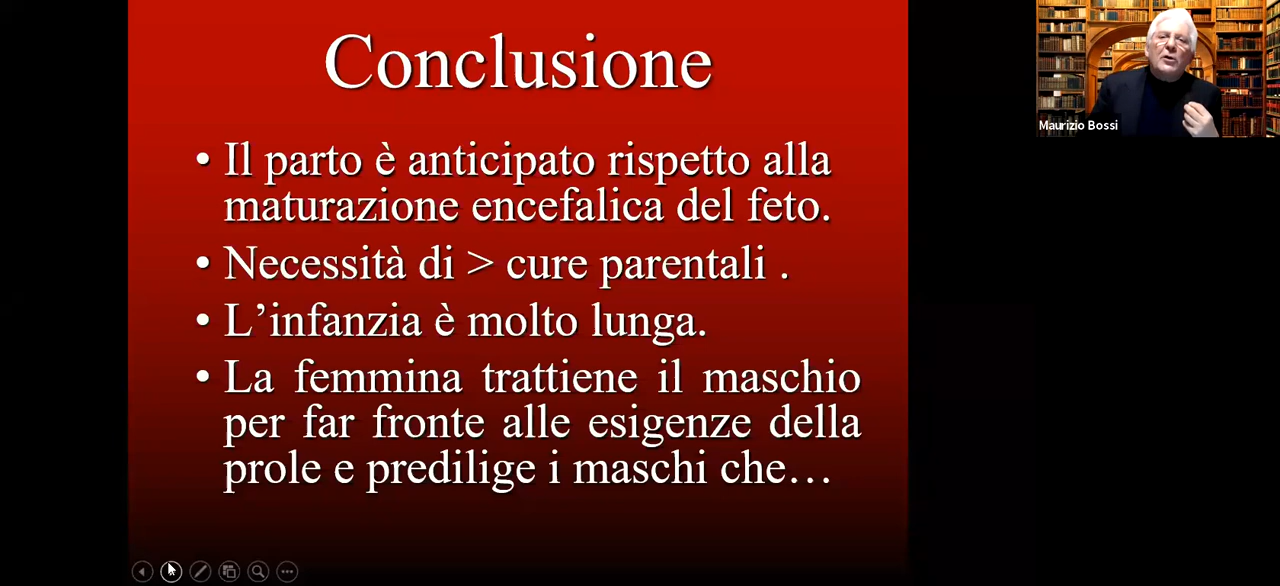 Conclusione
• Il parto è anticipato rispetto alla
maturazione encefalica del feto.
• Necessità di > cure parentali .
• L’infanzia è molto lunga.
• La femmina trattiene il maschio
per far fronte alle esigenze della
prole e predilige i maschi che…
Maurizio Bossi